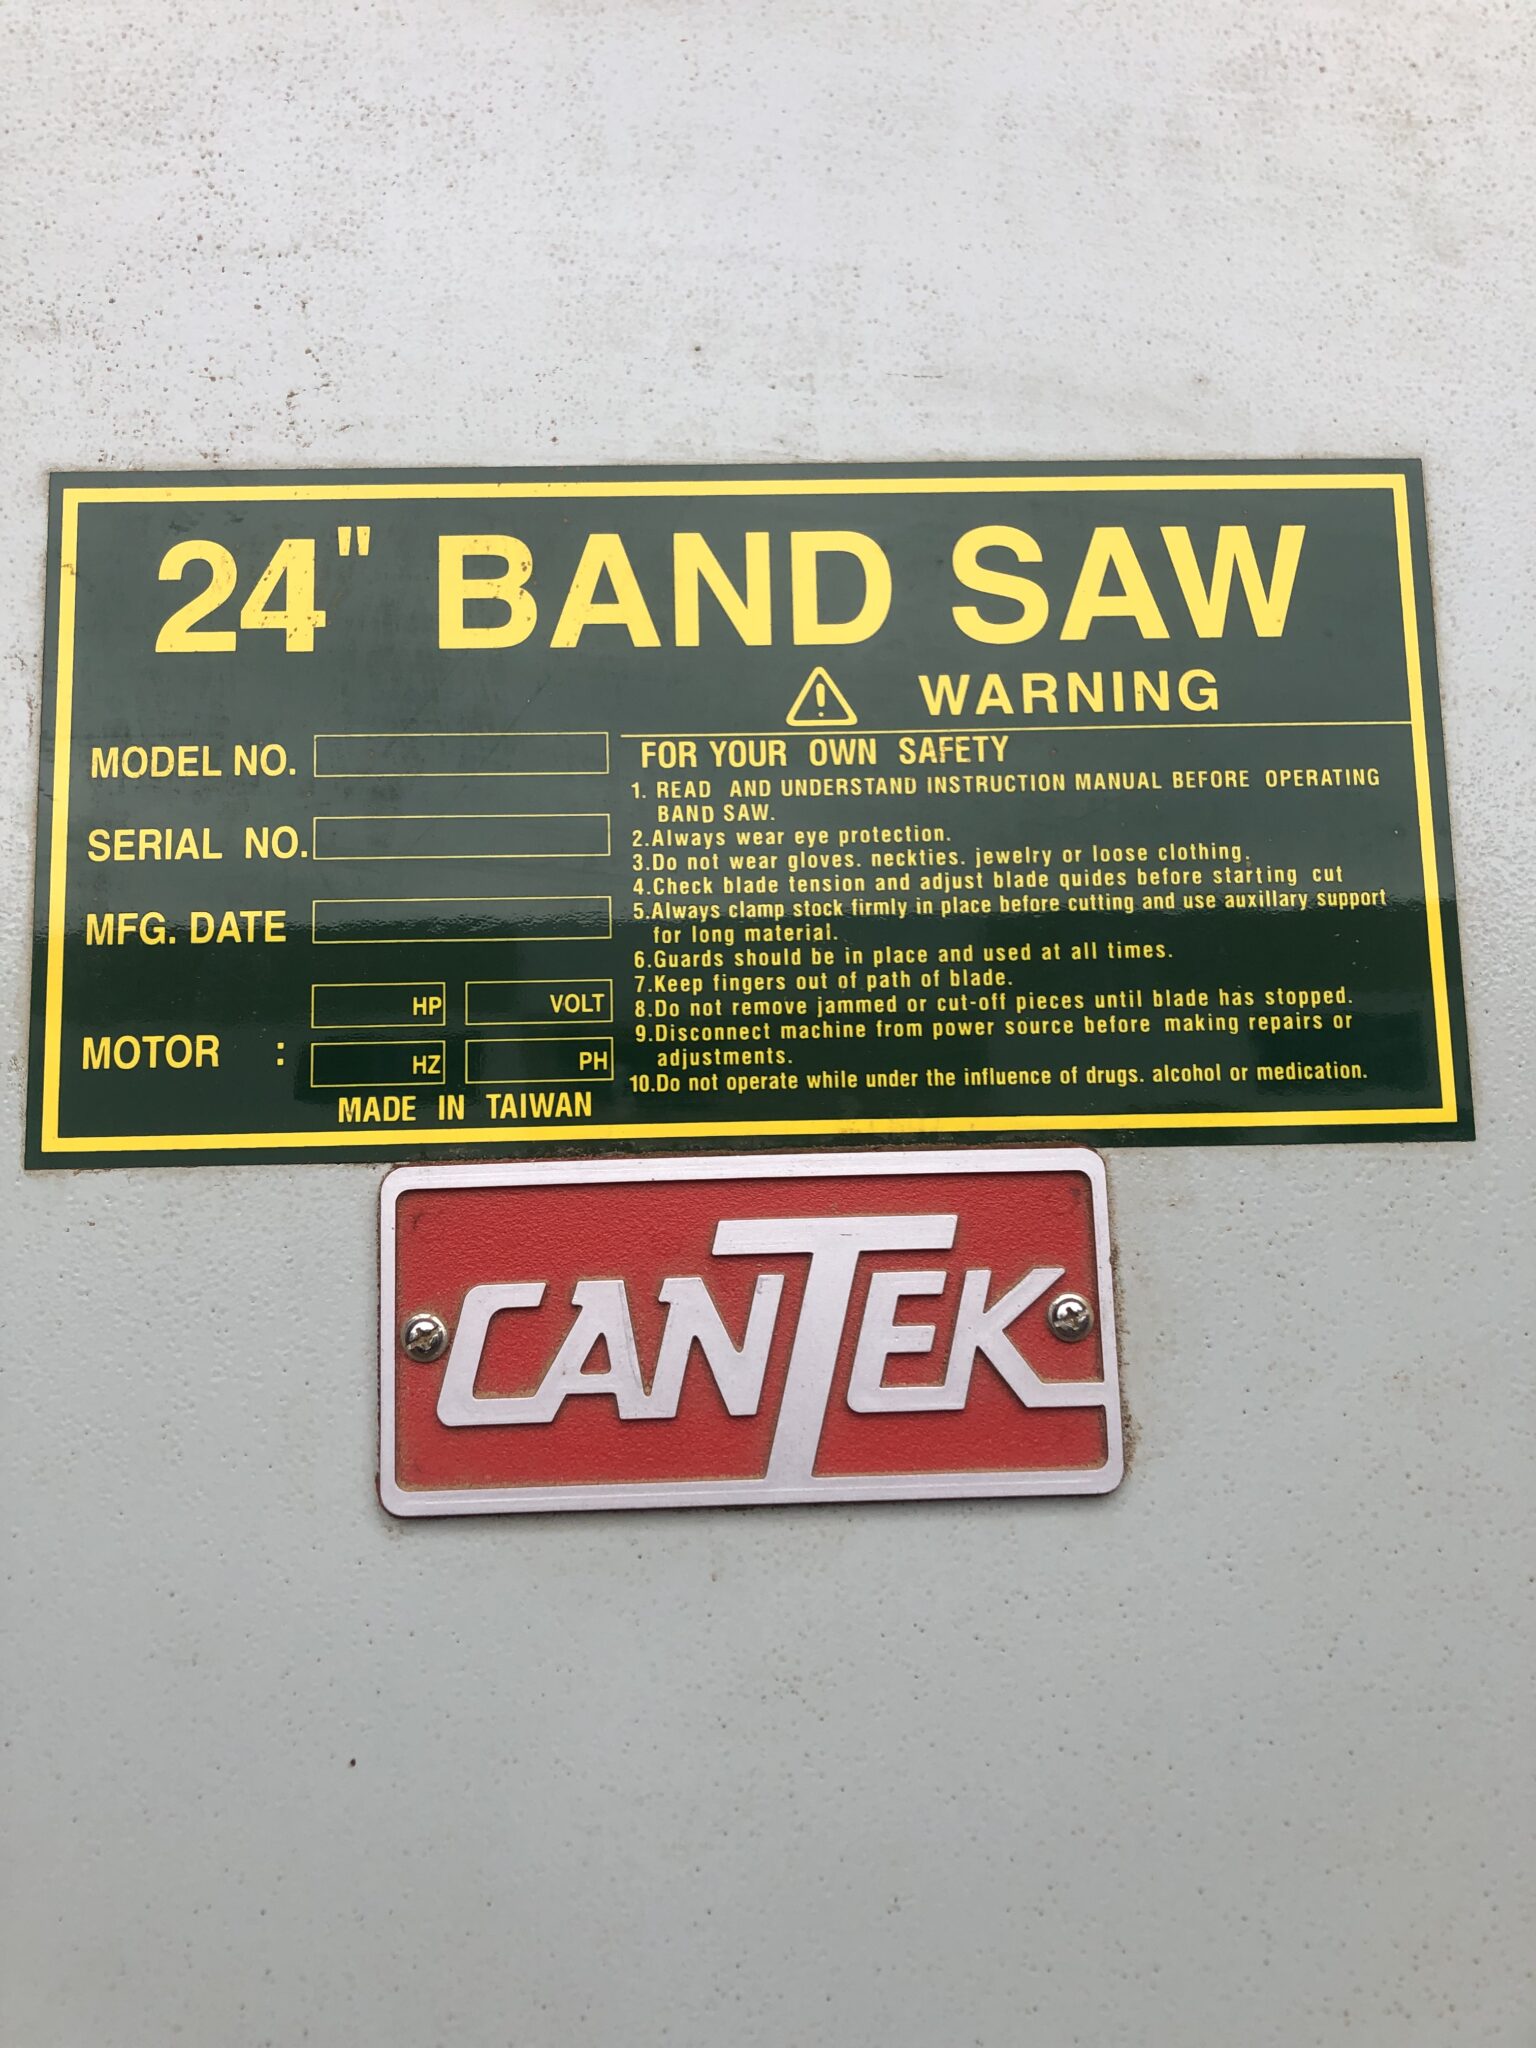 24" BAND SAW
⚠ WARNING
MODEL NO.
SERIAL NO.
MFG. DATE
MOTOR :
HP
VOLT
HZ
PH
MADE IN TAIWAN
FOR YOUR OWN SAFETY
1. READ AND UNDERSTAND INSTRUCTION MANUAL BEFORE OPERATING
BAND SAW.
2.Always wear eye protection.
3.Do not wear gloves. neckties. jewelry or loose clothing.
4.Check blade tension and adjust blade quides before starting cut
5.Always clamp stock firmly in place before cutting and use auxillary support
for long material.
6.Guards should be in place and used at all times.
7.Keep fingers out of path of blade.
8.Do not remove jammed or cut-off pieces until blade has stopped.
9.Disconnect machine from power source before making repairs or
adjustments.
10.Do not operate while under the influence of drugs. alcohol or medication.
CANTEK